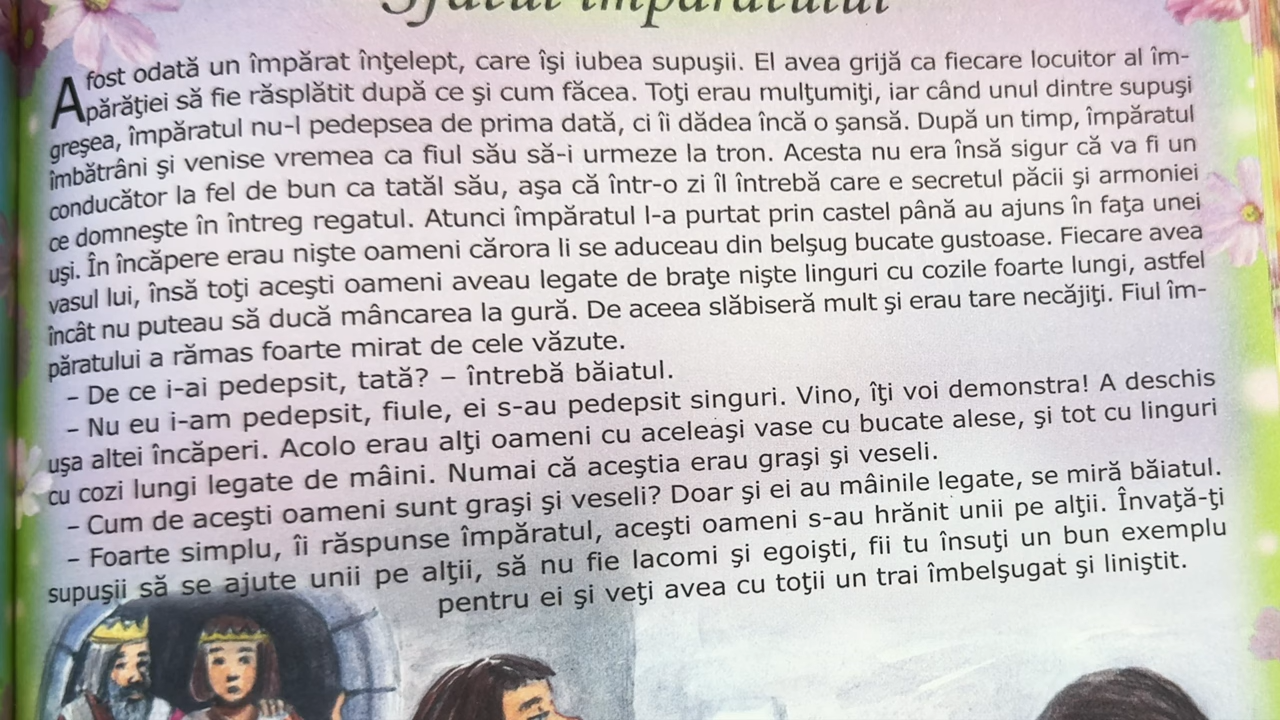 Sfatul împăratului
A fost odată un împărat înţelept, care îşi iubea supuşii. El avea grijă ca fiecare locuitor al îm-
părăţiei să fie răsplătit după ce şi cum făcea. Toţi erau mulţumiţi, iar când unul dintre supuşi
greşea, împăratul nu-l pedepsea de prima dată, ci îi dădea încă o şansă. După un timp, împăratul
îmbătrâni şi venise vremea ca fiul său să-i urmeze la tron. Acesta nu era însă sigur că va fi un
conducător la fel de bun ca tatăl său, aşa că într-o zi îl întrebă care e secretul păcii şi armoniei
ce domneşte în întreg regatul. Atunci împăratul l-a purtat prin castel până au ajuns în faţa unei
uşi. În încăpere erau nişte oameni cărora li se aduceau din belşug bucate gustoase. Fiecare avea
vasul lui, însă toţi aceşti oameni aveau legate de braţe nişte linguri cu cozile foarte lungi, astfel
încât nu puteau să ducă mâncarea la gură. De aceea slăbiseră mult şi erau tare necăjiţi. Fiul îm-
păratului a rămas foarte mirat de cele văzute.
– De ce i-ai pedepsit, tată? – întrebă băiatul.
– Nu eu i-am pedepsit, fiule, ei s-au pedepsit singuri. Vino, îţi voi demonstra! A deschis
uşa altei încăperi. Acolo erau alţi oameni cu aceleaşi vase cu bucate alese, şi tot cu linguri
cu cozi lungi legate de mâini. Numai că aceştia erau graşi şi veseli.
– Cum de aceşti oameni sunt graşi şi veseli? Doar şi ei au mâinile legate, se miră băiatul.
– Foarte simplu, îi răspunse împăratul, aceşti oameni s-au hrănit unii pe alţii. Învaţă-ţi
supuşii să se ajute unii pe alţii, să nu fie lacomi şi egoişti, fii tu însuţi un bun exemplu
pentru ei şi veţi avea cu toţii un trai îmbelşugat şi liniştit.